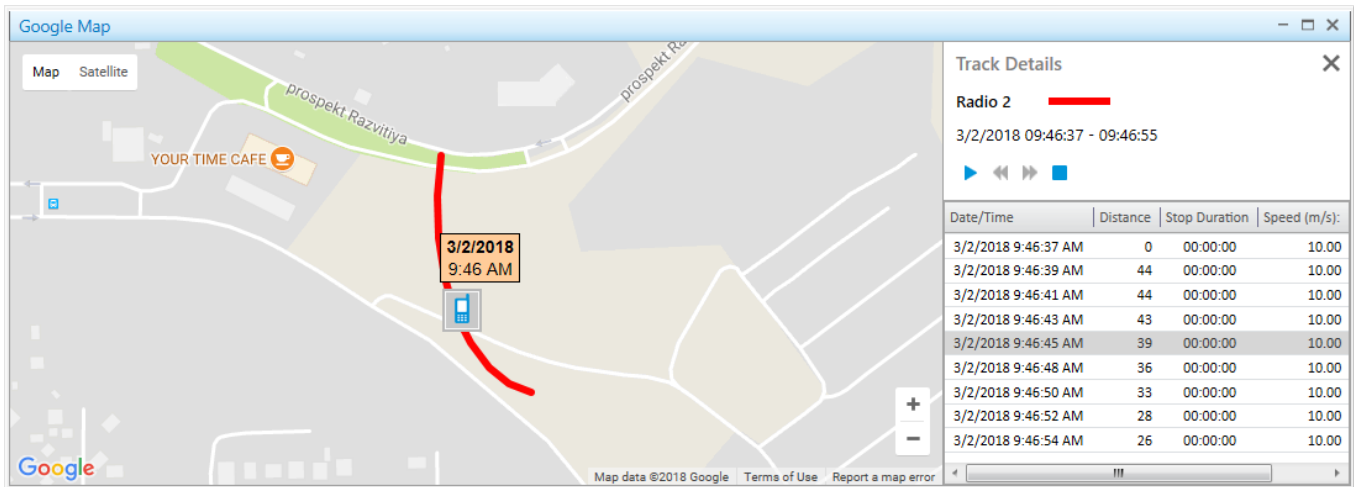 Google Map
Map Satellite
prospekt Razvitiya
prospekt Ra
YOUR TIME CAFE
3/2/2018
9:46 AM
+
−
Google
Map data ©2018 Google Terms of Use Report a map error
Track Details
Radio 2
3/2/2018 09:46:37 - 09:46:55
Date/Time Distance Stop Duration Speed (m/s):
3/2/2018 9:46:37 AM 0 00:00:00 10.00
3/2/2018 9:46:39 AM 44 00:00:00 10.00
3/2/2018 9:46:41 AM 44 00:00:00 10.00
3/2/2018 9:46:43 AM 43 00:00:00 10.00
3/2/2018 9:46:45 AM 39 00:00:00 10.00
3/2/2018 9:46:48 AM 36 00:00:00 10.00
3/2/2018 9:46:50 AM 33 00:00:00 10.00
3/2/2018 9:46:52 AM 28 00:00:00 10.00
3/2/2018 9:46:54 AM 26 00:00:00 10.00